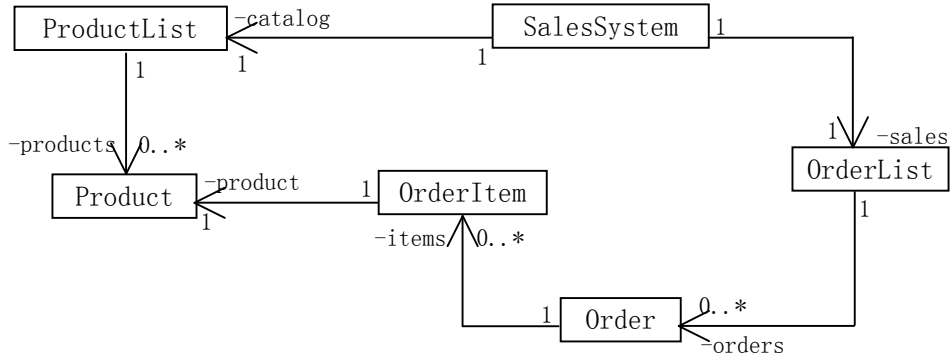 -catalog
ProductList
SalesSystem
1
1
1
1
-products
0..*
1
-sales
OrderList
Product
-product
1
1
OrderItem
1
-items
0..*
1
Order
0..*
-orders